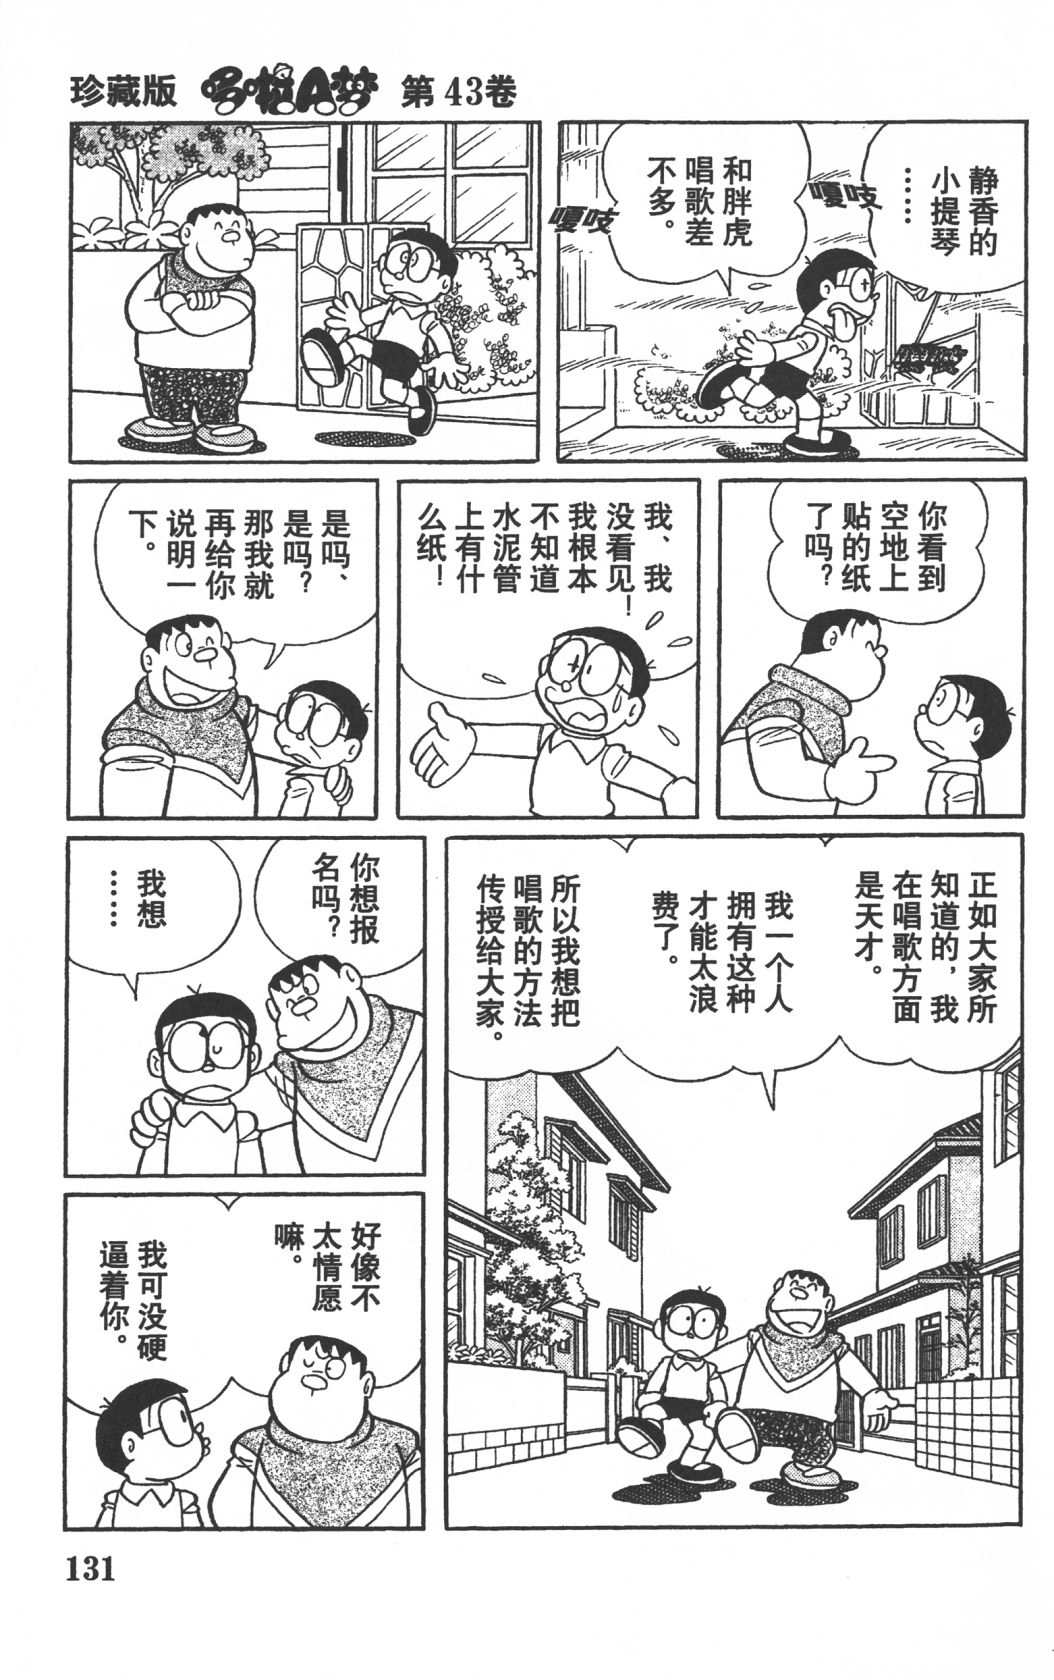 珍藏版 哆啦A梦 第43卷
静香的
小提琴
……
嘎吱
和胖虎
唱歌差
不多。
嘎吱
你看到
空地上
贴的纸
了吗？
我、我
没看见！
我根本
不知道
水泥管
上有什
么纸！
是吗、
是吗？
那我就
再给你
说明一
下。
正如大家所
知道的，我
在唱歌方面
是天才。
我一个人
拥有这种
才能太浪
费了。
所以我想把
唱歌的方法
传授给大家。
你想报
名吗？
我想
……
好像不
太情愿
嘛。
我可没硬
逼着你。
131